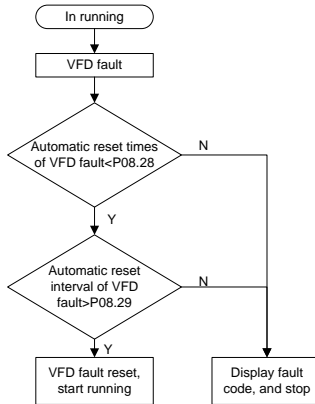 In running
VFD fault
Automatic reset times
of VFD fault<P08.28
N
Y
Automatic reset
interval of VFD
fault>P08.29
N
Y
VFD fault reset,
start running
Display fault
code, and stop